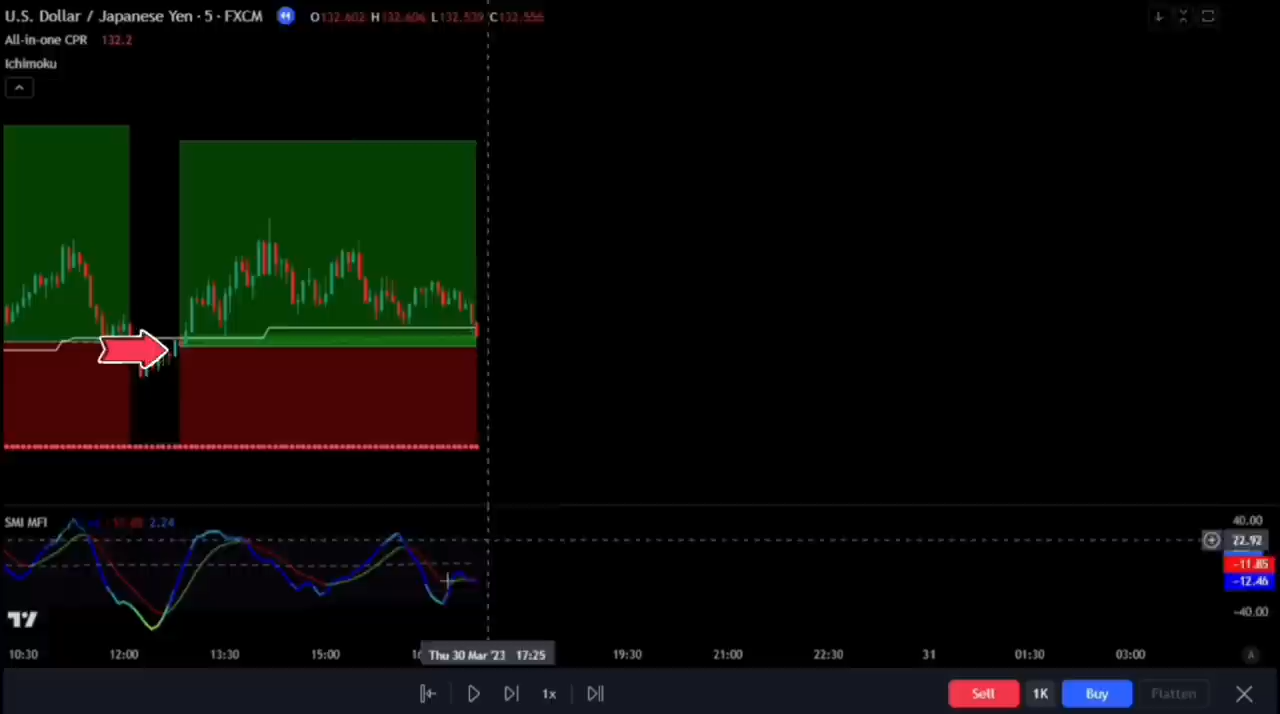 U.S. Dollar / Japanese Yen · 5 · FXCM O132.602 H132.606 L132.539 C132.556
All-in-one CPR 132.2
Ichimoku
SMI MFI 2.24
40.00
22.92
-11.85
-12.46
-40.00
10:30 12:00 13:30 15:00 Thu 30 Mar '23 17:25 19:30 21:00 22:30 31 01:30 03:00 A
1x Sell 1K Buy Flatten